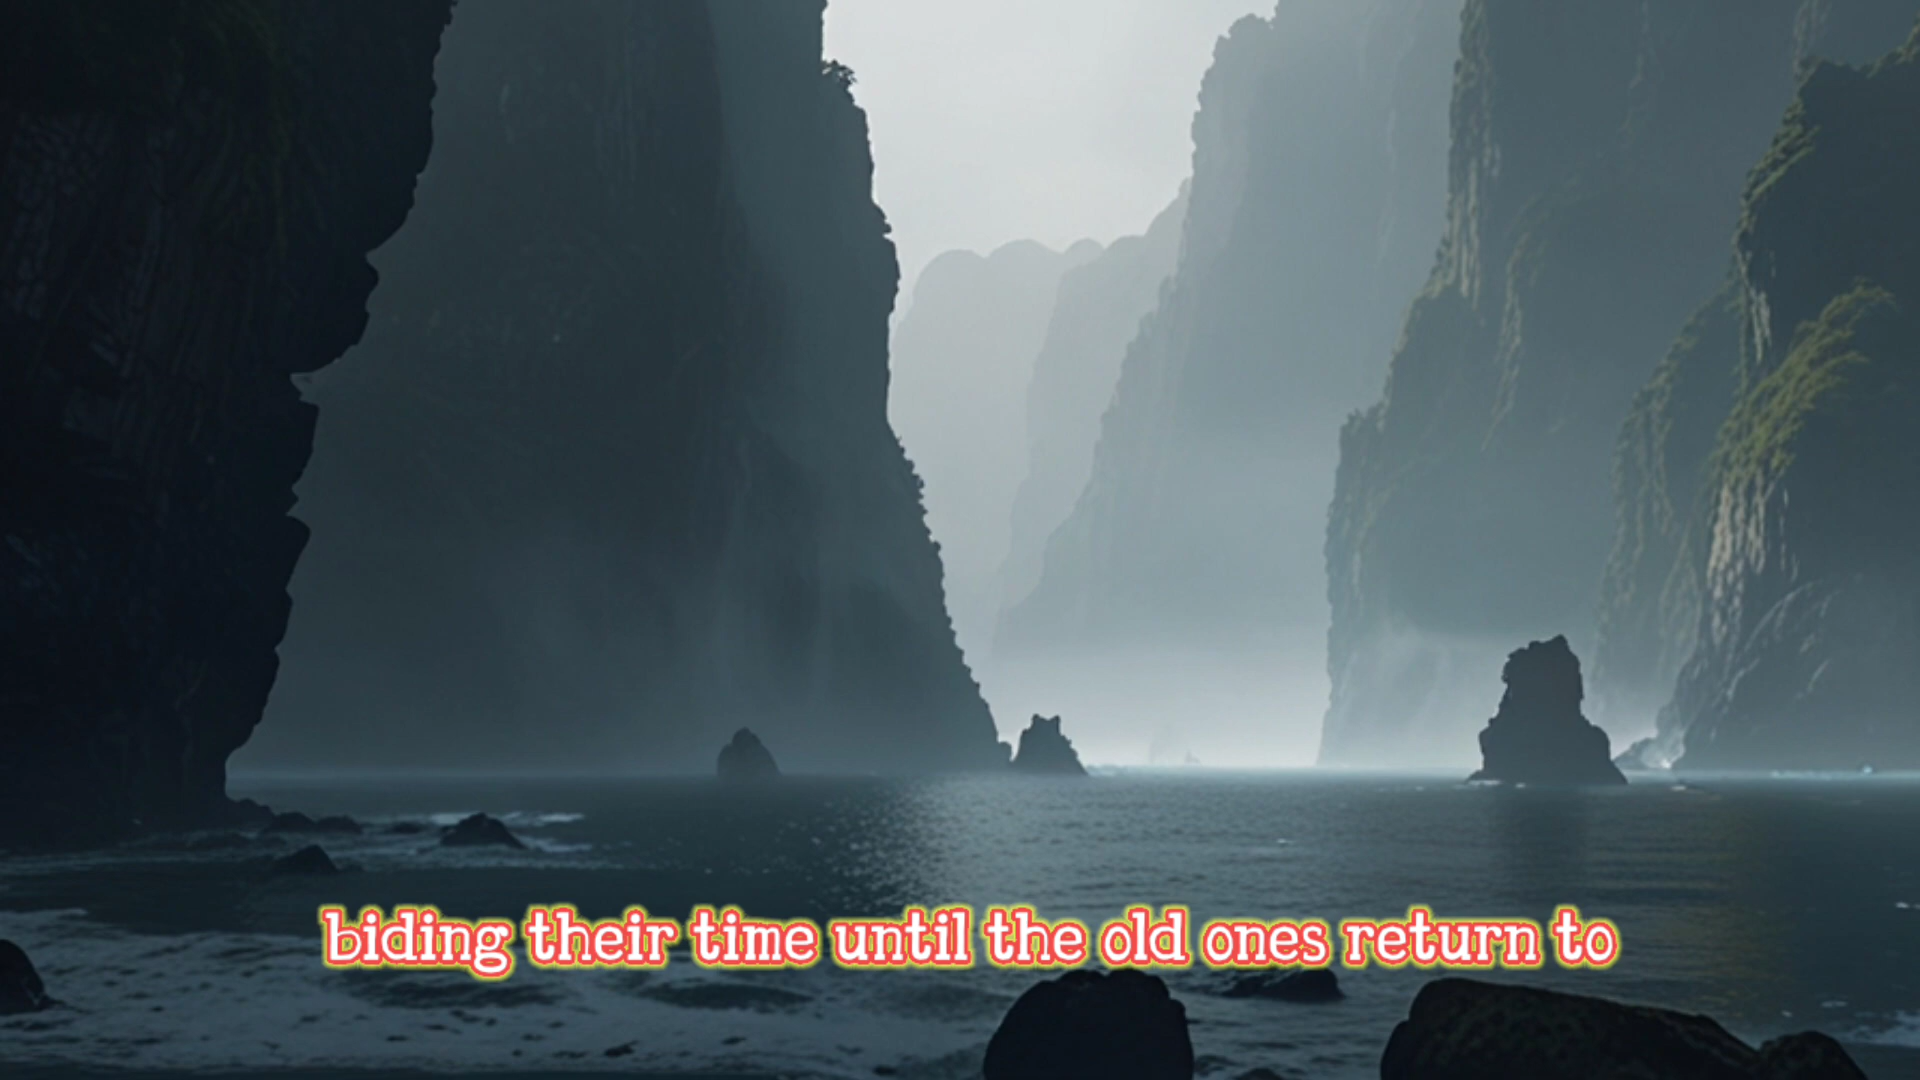 biding their time until the old ones return to